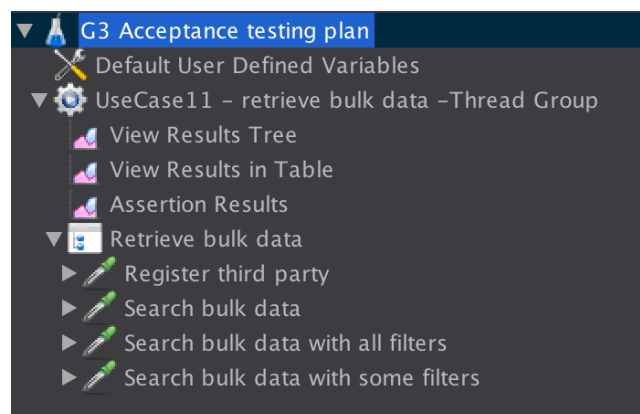 G3 Acceptance testing plan
Default User Defined Variables
UseCase11 – retrieve bulk data –Thread Group
View Results Tree
View Results in Table
Assertion Results
Retrieve bulk data
Register third party
Search bulk data
Search bulk data with all filters
Search bulk data with some filters